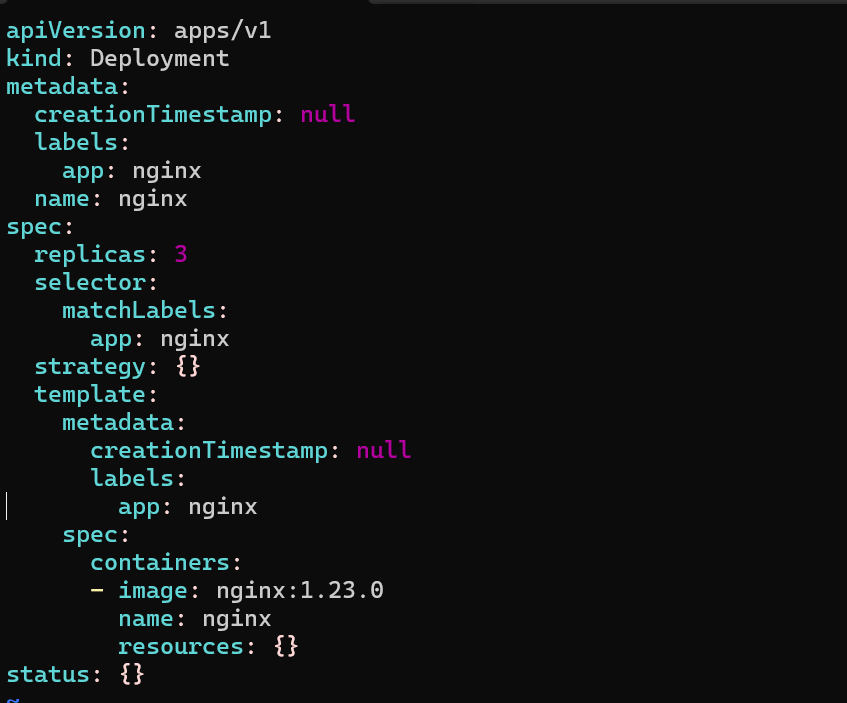 apiVersion: apps/v1
kind: Deployment
metadata:
  creationTimestamp: null
  labels:
    app: nginx
  name: nginx
spec:
  replicas: 3
  selector:
    matchLabels:
      app: nginx
  strategy: {}
  template:
    metadata:
      creationTimestamp: null
      labels:
        app: nginx
    spec:
      containers:
      - image: nginx:1.23.0
        name: nginx
        resources: {}
status: {}
~